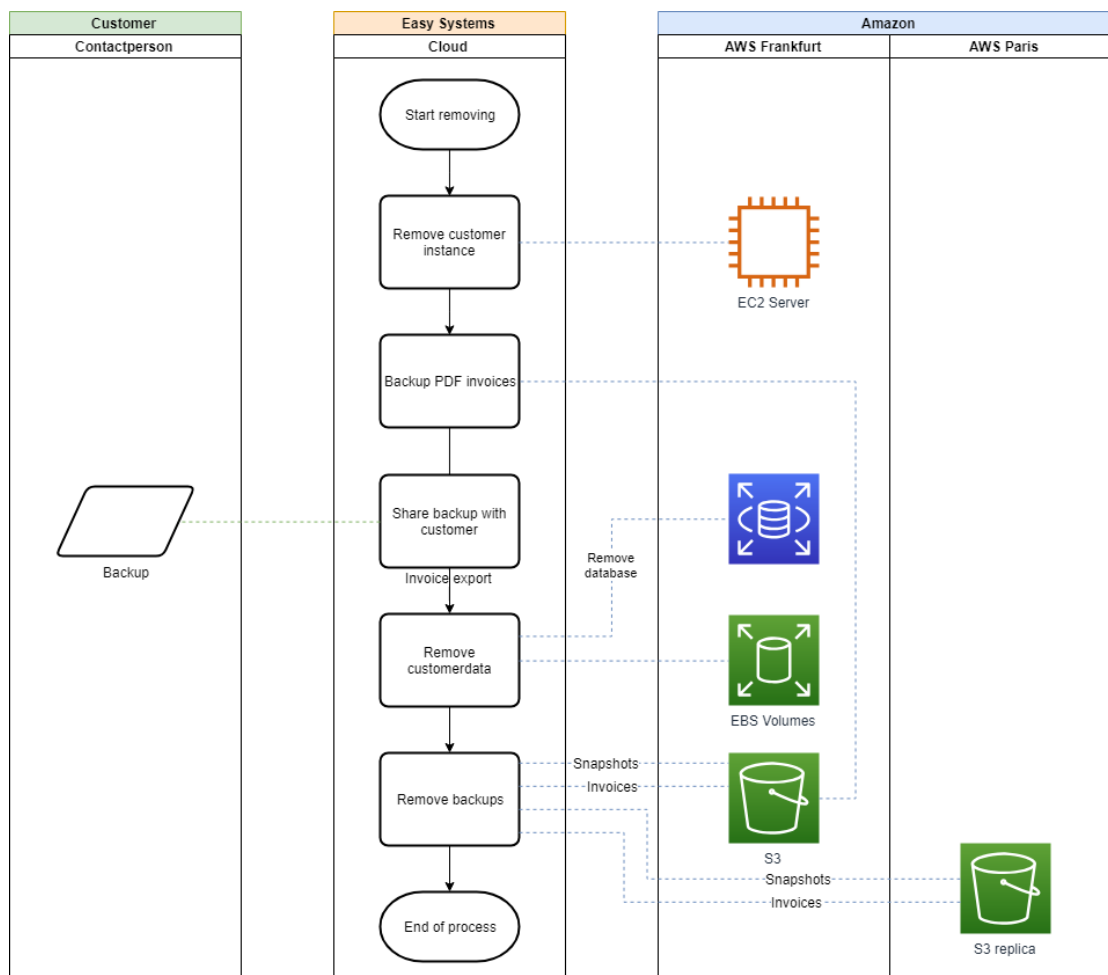 Customer
Easy Systems
Amazon
Contactperson
Cloud
AWS Frankfurt
AWS Paris
Start removing
Remove customer
instance
EC2 Server
Backup PDF invoices
Share backup with
customer
Backup
Invoice export
Remove
database
Remove
customerdata
EBS Volumes
Snapshots
Invoices
Remove backups
S3
Snapshots
Invoices
End of process
S3 replica